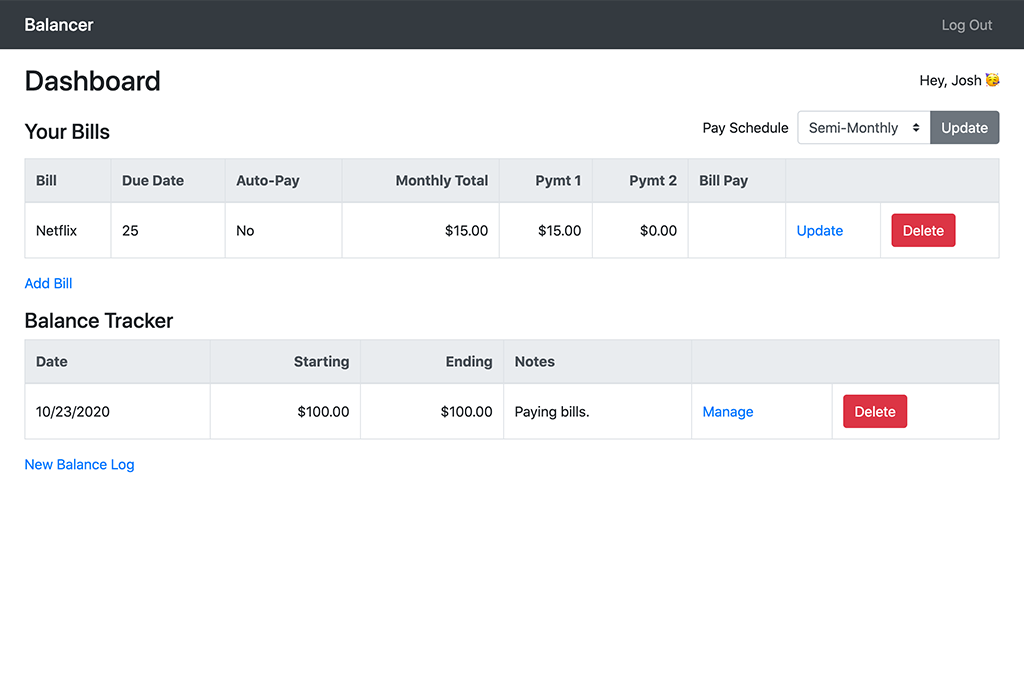 Balancer Log Out
Dashboard Hey, Josh 🥳
Your Bills Pay Schedule Semi-Monthly Update
Bill Due Date Auto-Pay Monthly Total Pymt 1 Pymt 2 Bill Pay
Netflix 25 No $15.00 $15.00 $0.00 Update Delete
Add Bill
Balance Tracker
Date Starting Ending Notes
10/23/2020 $100.00 $100.00 Paying bills. Manage Delete
New Balance Log